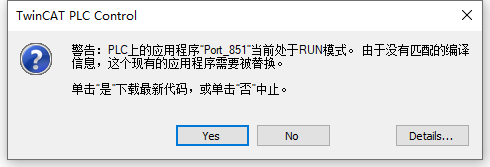 TwinCAT PLC Control
警告：PLC上的应用程序"Port_851"当前处于RUN模式。 由于没有匹配的编译
信息，这个现有的应用程序需要被替换。
单击"是"下载最新代码，或单击"否"中止。
Yes No Details...